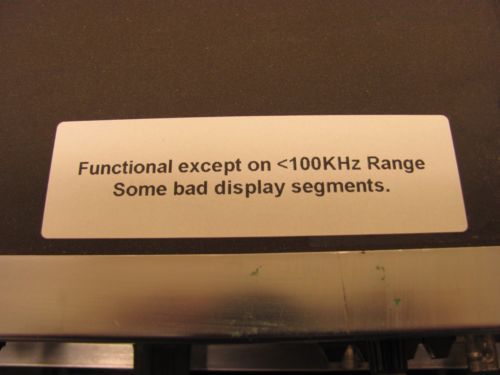 Functional except on <100KHz Range
Some bad display segments.